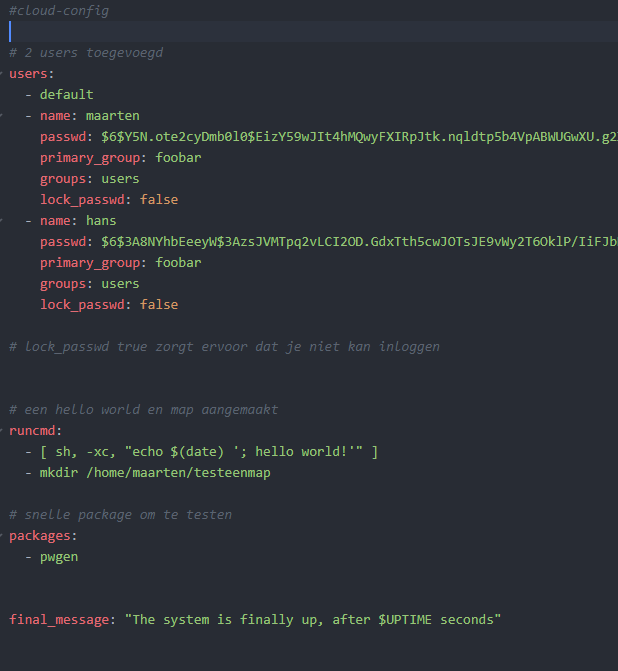 #cloud-config
# 2 users toegevoegd
users:
  - default
  - name: maarten
    passwd: $6$Y5N.ote2cyDmb0l0$EizY59wJIt4hMQwyFXIRpJtk.nqldtp5b4VpABWUGwXU.g2
    primary_group: foobar
    groups: users
    lock_passwd: false
  - name: hans
    passwd: $6$3A8NYhbEeeyW$3AzsJVMTpq2vLCI2OD.GdxTth5cwJOTsJE9vWy2T6OklP/IiFJb
    primary_group: foobar
    groups: users
    lock_passwd: false
# lock_passwd true zorgt ervoor dat je niet kan inloggen
# een hello world en map aangemaakt
runcmd:
  - [ sh, -xc, "echo $(date) '; hello world!'" ]
  - mkdir /home/maarten/testeenmap
# snelle package om te testen
packages:
  - pwgen
final_message: "The system is finally up, after $UPTIME seconds"